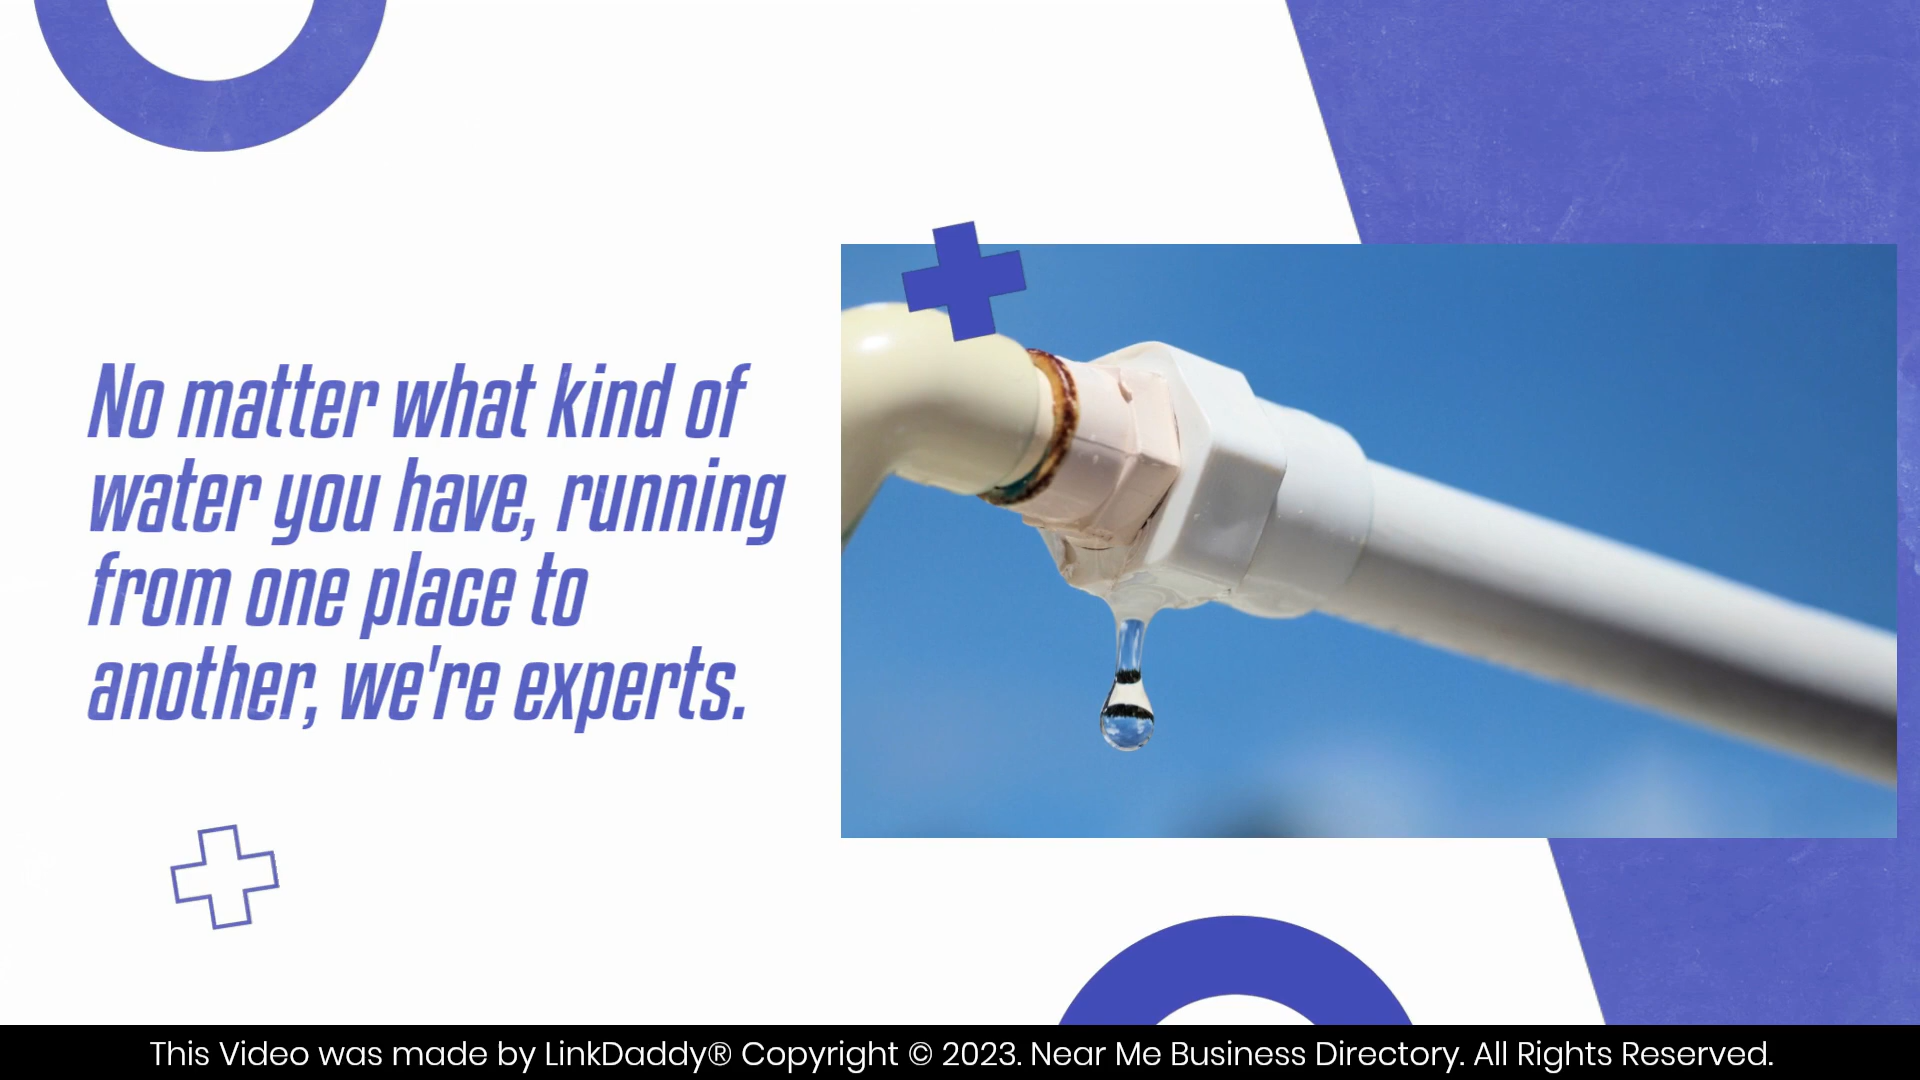 No matter what kind of
water you have, running
from one place to
another, we're experts.
This Video was made by LinkDaddy® Copyright © 2023. Near Me Business Directory. All Rights Reserved.